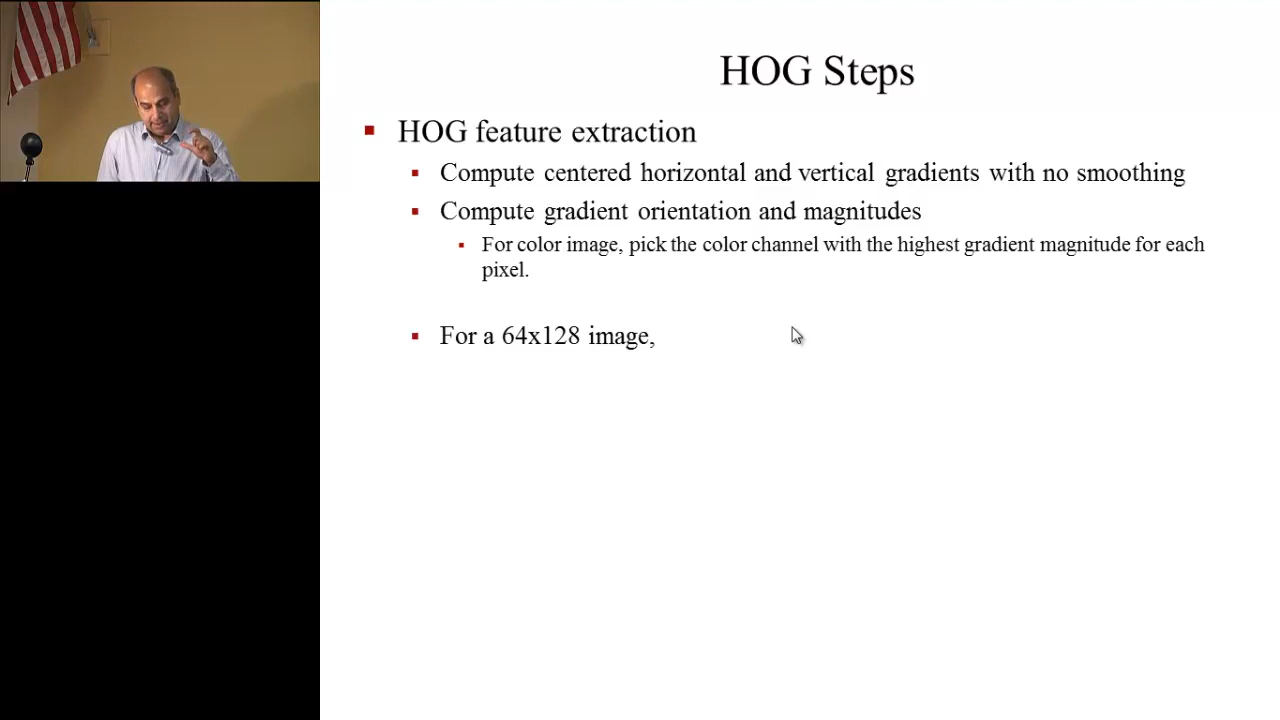 HOG Steps
HOG feature extraction
Compute centered horizontal and vertical gradients with no smoothing
Compute gradient orientation and magnitudes
For color image, pick the color channel with the highest gradient magnitude for each
pixel.
For a 64x128 image,